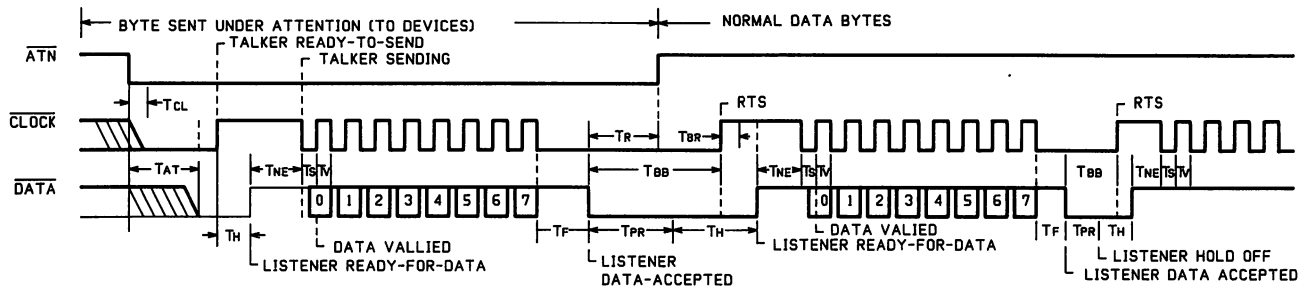 BYTE SENT UNDER ATTENTION (TO DEVICES)
NORMAL DATA BYTES
TALKER READY-TO-SEND
ATN
TALKER SENDING
TCL
RTS
RTS
CLOCK
TR
TBR
TAT
TNE
TS
TV
TBB
TNE
TS
TV
TBB
TNE
TS
TV
DATA
0 1 2 3 4 5 6 7
0 1 2 3 4 5 6 7
TH
TF
TPR
TH
TF
TPR
TH
DATA VALLIED
DATA VALIED
LISTENER READY-FOR-DATA
LISTENER
DATA-ACCEPTED
LISTENER READY-FOR-DATA
LISTENER HOLD OFF
LISTENER DATA ACCEPTED